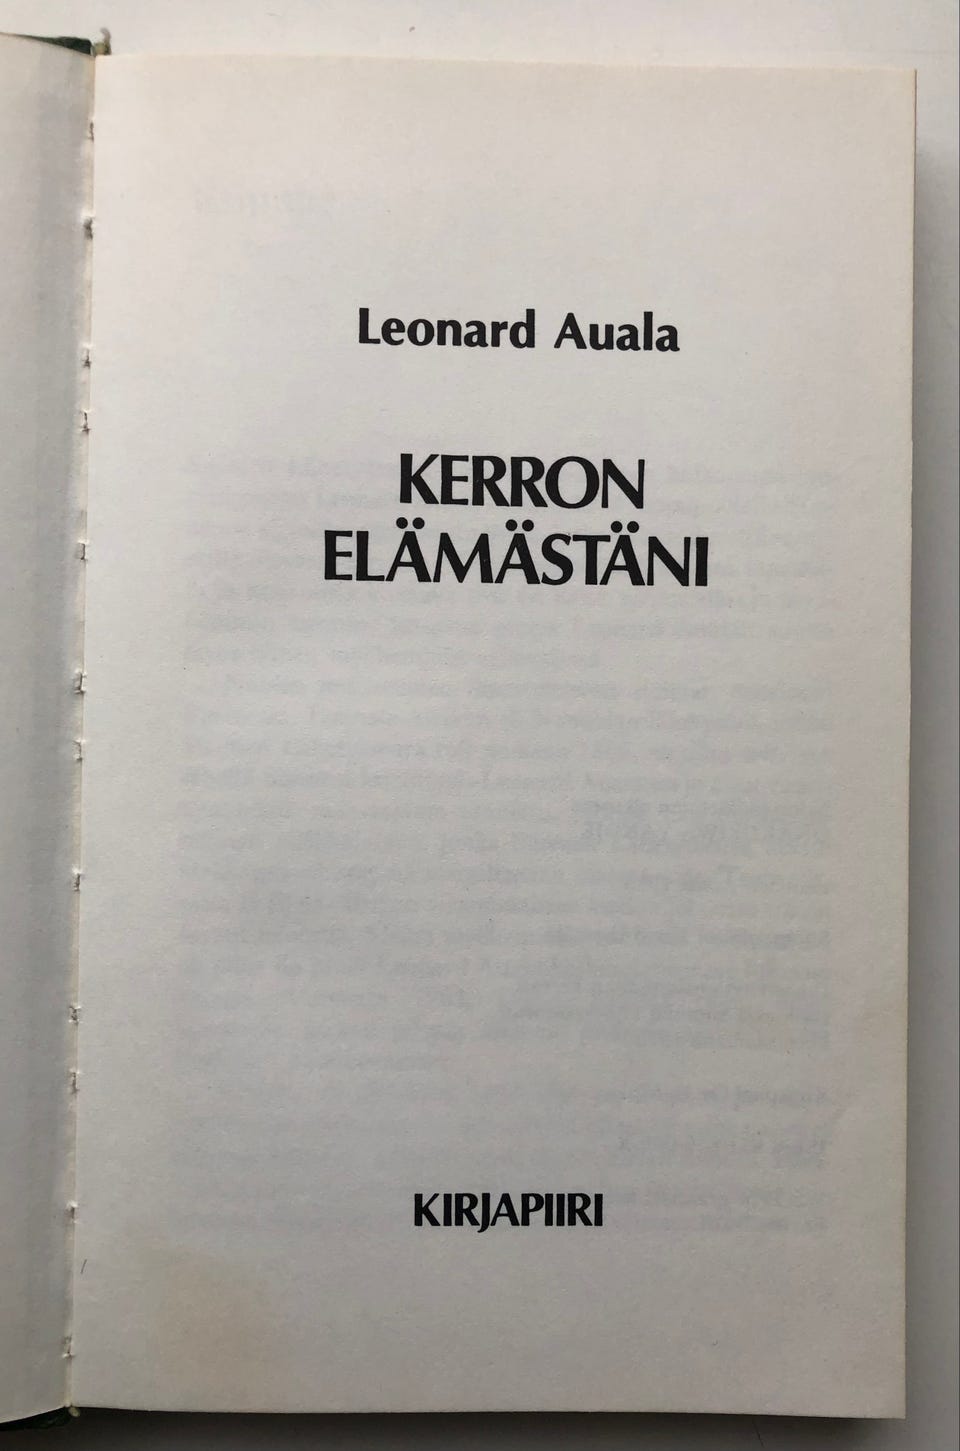 Leonard Auala
KERRON
ELÄMÄSTÄNI
KIRJAPIIRI